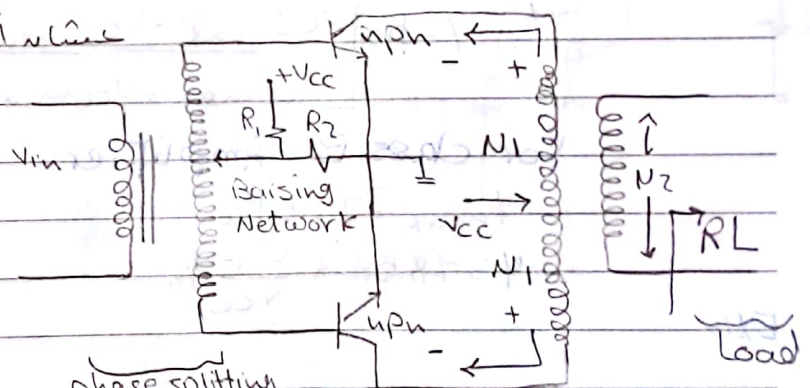 npn
- +
+Vcc
R1 R2
Vin
N1
N2
Baising
Network
Vcc
RL
N1
npn
+
-
Load
phase splitting